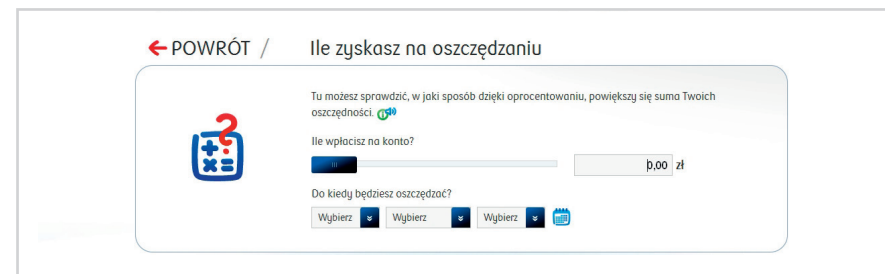 POWRÓT / Ile zyskasz na oszczędzaniu
Tu możesz sprawdzić, w jaki sposób dzięki oprocentowaniu, powiększy się suma Twoich
oszczędności.
Ile wpłacisz na konto?
0,00 zł
Do kiedy będziesz oszczędzać?
Wybierz Wybierz Wybierz